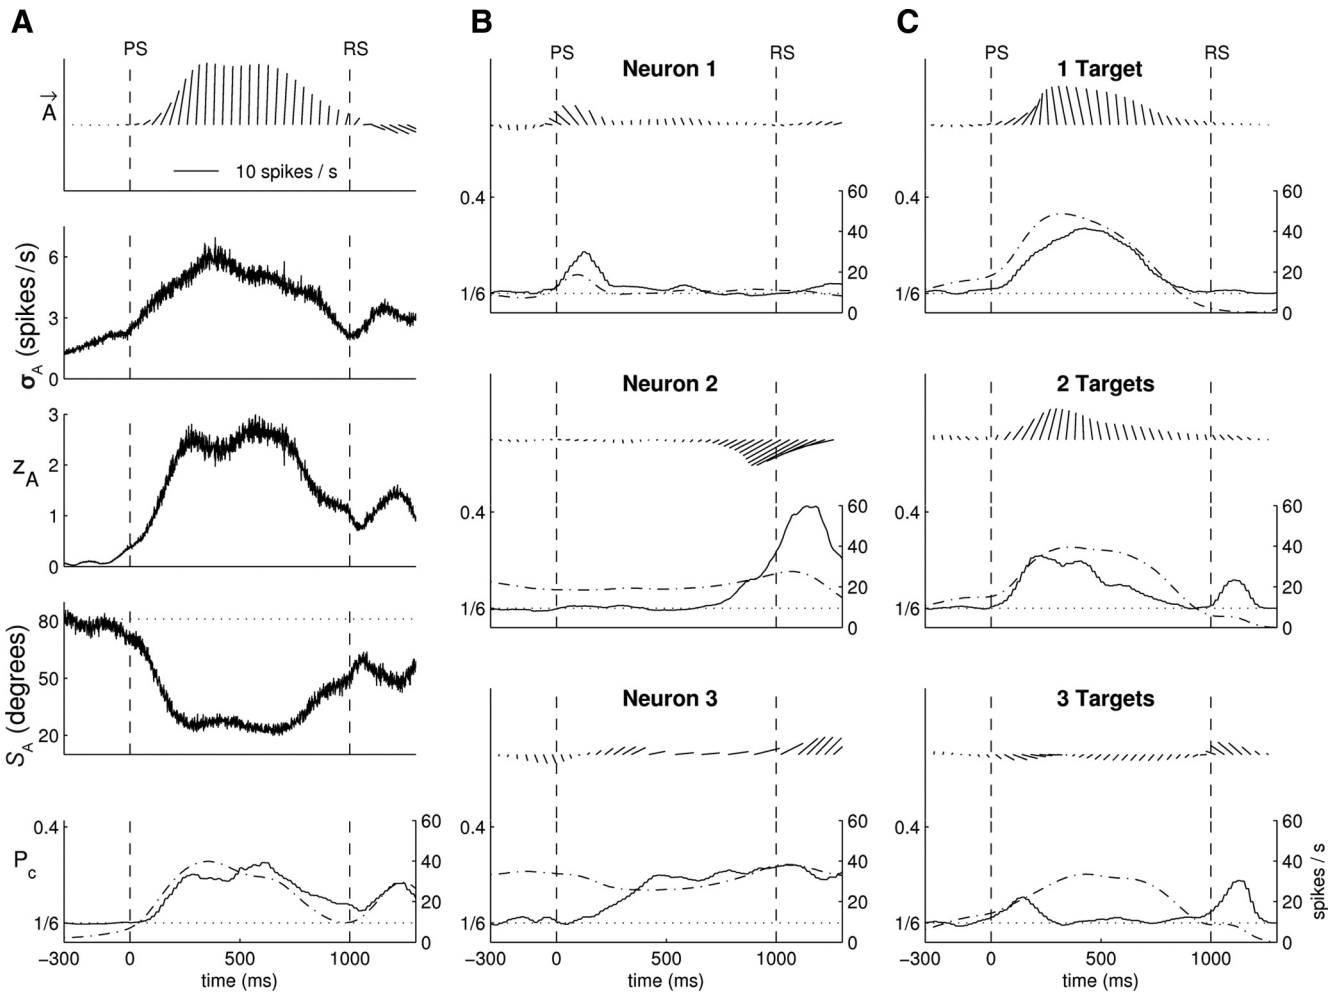 A
B
C
PS
RS
PS
RS
PS
RS
Neuron 1
1 Target
A
10 spikes / s
0.4
1/6
60
40
20
0
0.4
1/6
60
40
20
0
σA (spikes / s)
6
3
0
Neuron 2
2 Targets
zA
3
2
1
0
0.4
1/6
60
40
20
0
0.4
1/6
60
40
20
0
SA (degrees)
80
50
20
Neuron 3
3 Targets
Pc
0.4
1/6
60
40
20
0
0.4
1/6
60
40
20
0
0.4
1/6
60
40
20
0
spikes / s
−300 0 500 1000
−300 0 500 1000
−300 0 500 1000
time (ms)
time (ms)
time (ms)